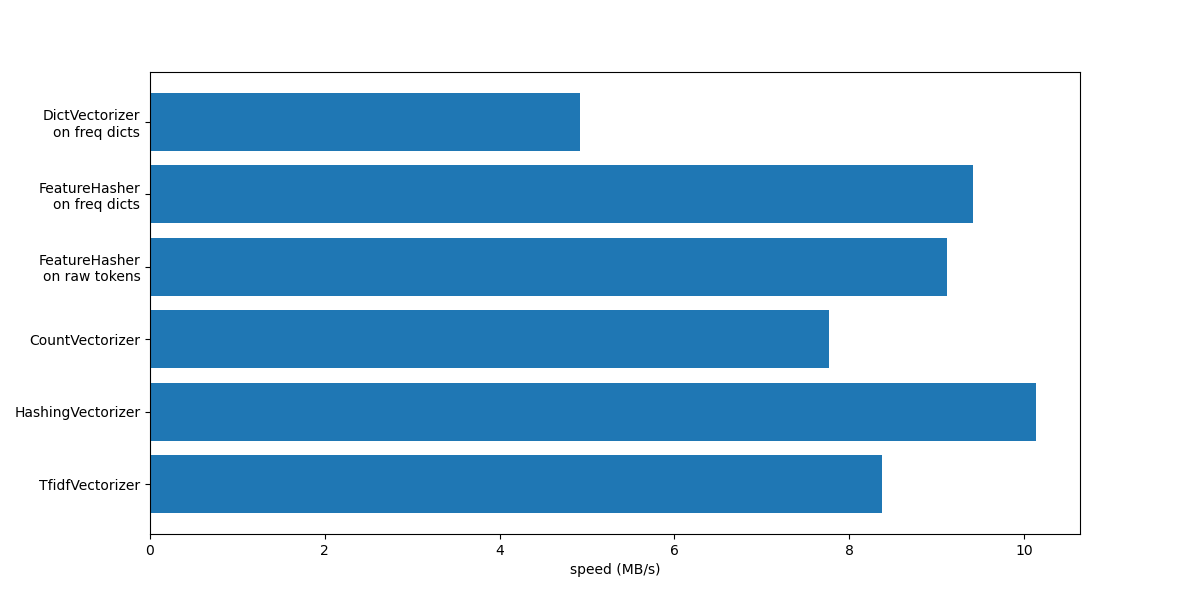 DictVectorizer
on freq dicts
FeatureHasher
on freq dicts
FeatureHasher
on raw tokens
CountVectorizer
HashingVectorizer
TfidfVectorizer
0 2 4 6 8 10
speed (MB/s)